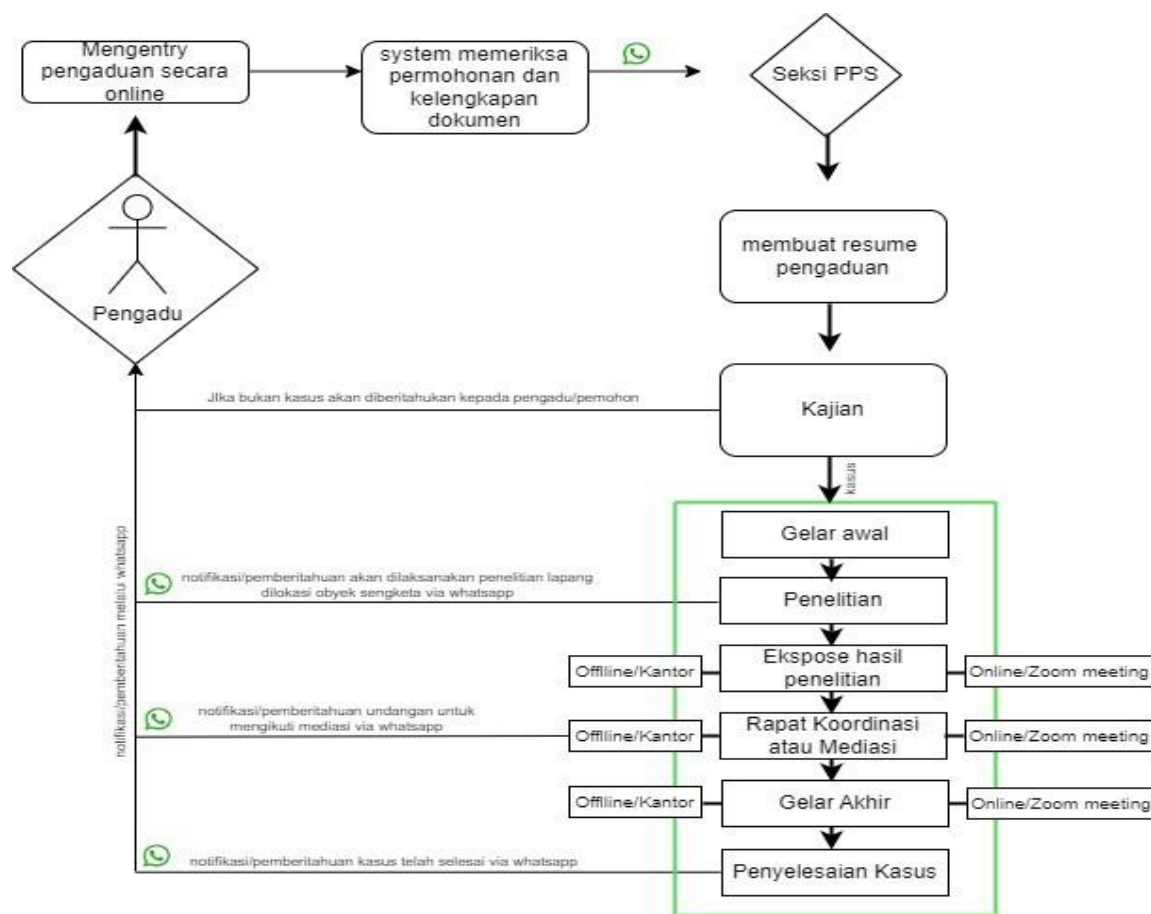 Mengentry
pengaduan secara
online
system memeriksa
permohonan dan
kelengkapan
dokumen
Seksi PPS
Pengadu
membuat resume
pengaduan
JIka bukan kasus akan diberitahukan kepada pengadu/pemohon
Kajian
kasus
notifikasi/pemberitahuan melalu whatsapp
Gelar awal
notifikasi/pemberitahuan akan dilaksanakan penelitian lapang
dilokasi obyek sengketa via whatsapp
Penelitian
Offlline/Kantor
Ekspose hasil
penelitian
Online/Zoom meeting
notifikasi/pemberitahuan undangan untuk
mengikuti mediasi via whatsapp
Offlline/Kantor
Rapat Koordinasi
atau Mediasi
Online/Zoom meeting
Offlline/Kantor
Gelar Akhir
Online/Zoom meeting
notifikasi/pemberitahuan kasus telah selesai via whatsapp
Penyelesaian Kasus